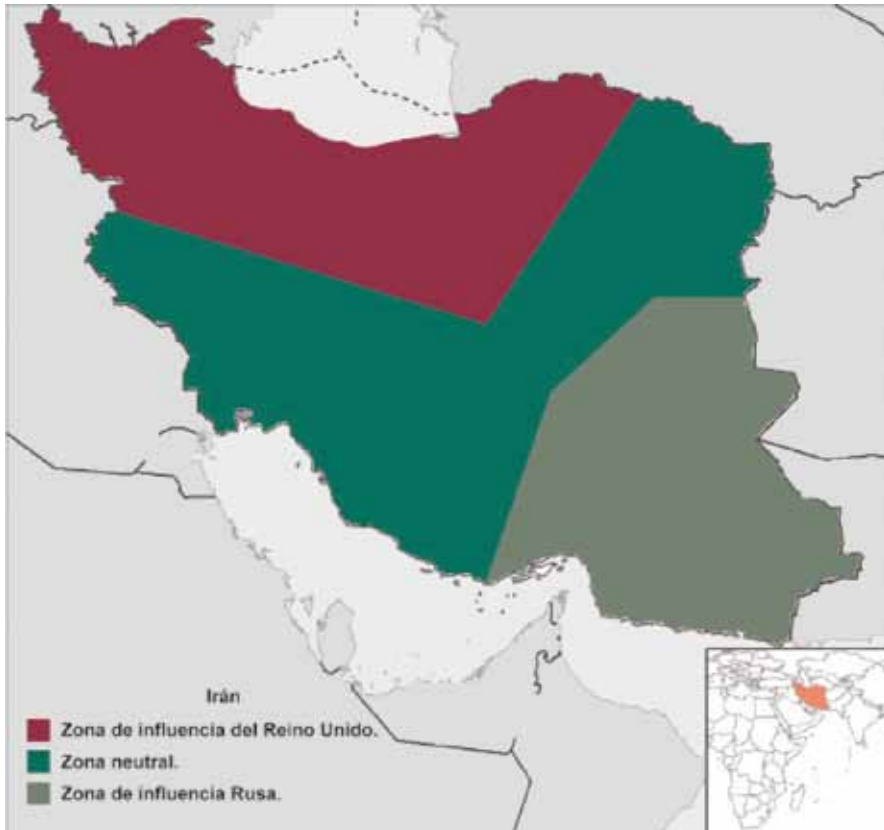 Irán
Zona de influencia del Reino Unido.
Zona neutral.
Zona de influencia Rusa.